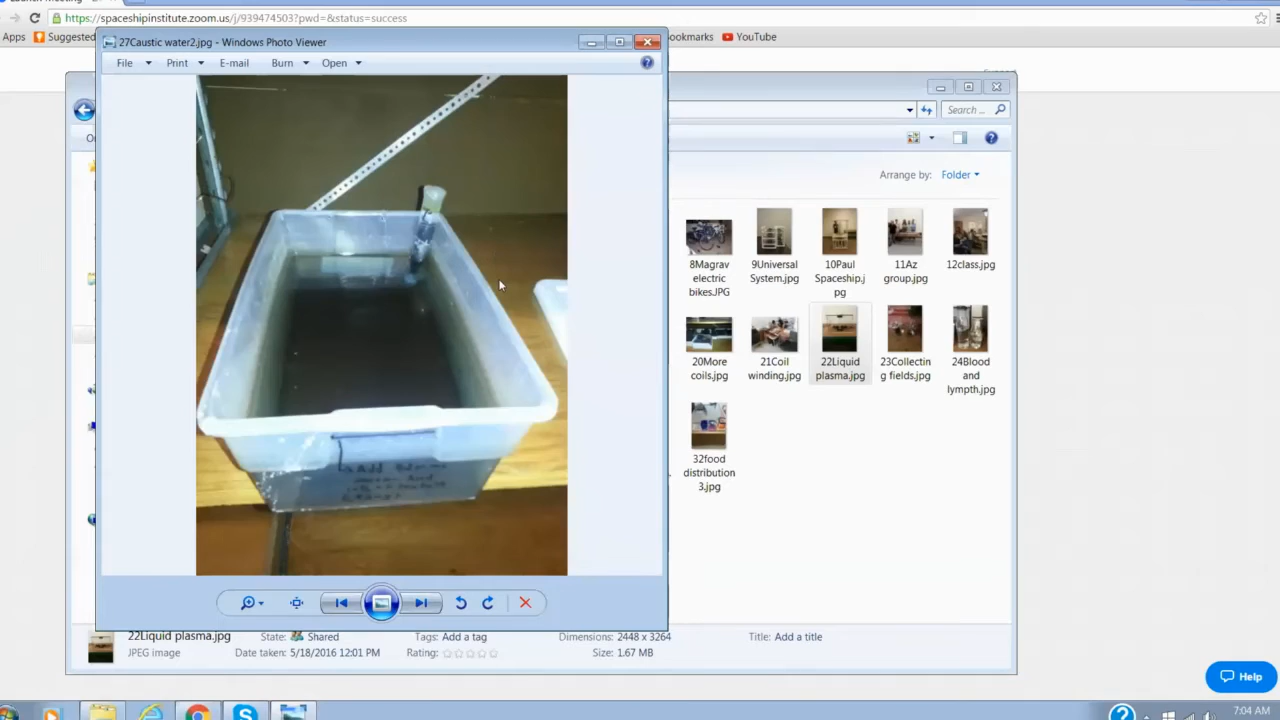 Launch Meeting
https://spaceshipinstitute.zoom.us/j/939474503?pwd=&status=success
Apps
Suggested
Bookmarks
YouTube
27Caustic water2.jpg - Windows Photo Viewer
File
Print
E-mail
Burn
Open
Search ...
Arrange by:
Folder
8Magrav electric bikes.JPG
9Universal System.jpg
10Paul Spaceship.jpg
11Az group.jpg
12class.jpg
20More coils.jpg
21Coil winding.jpg
22Liquid plasma.jpg
23Collecting fields.jpg
24Blood and lymph.jpg
32food distribution 3.jpg
22Liquid plasma.jpg
State:
Shared
Tags: Add a tag
Dimensions: 2448 x 3264
Title: Add a title
JPEG image
Date taken: 5/18/2016 12:01 PM
Rating:
Size: 1.67 MB
Help
7:04 AM